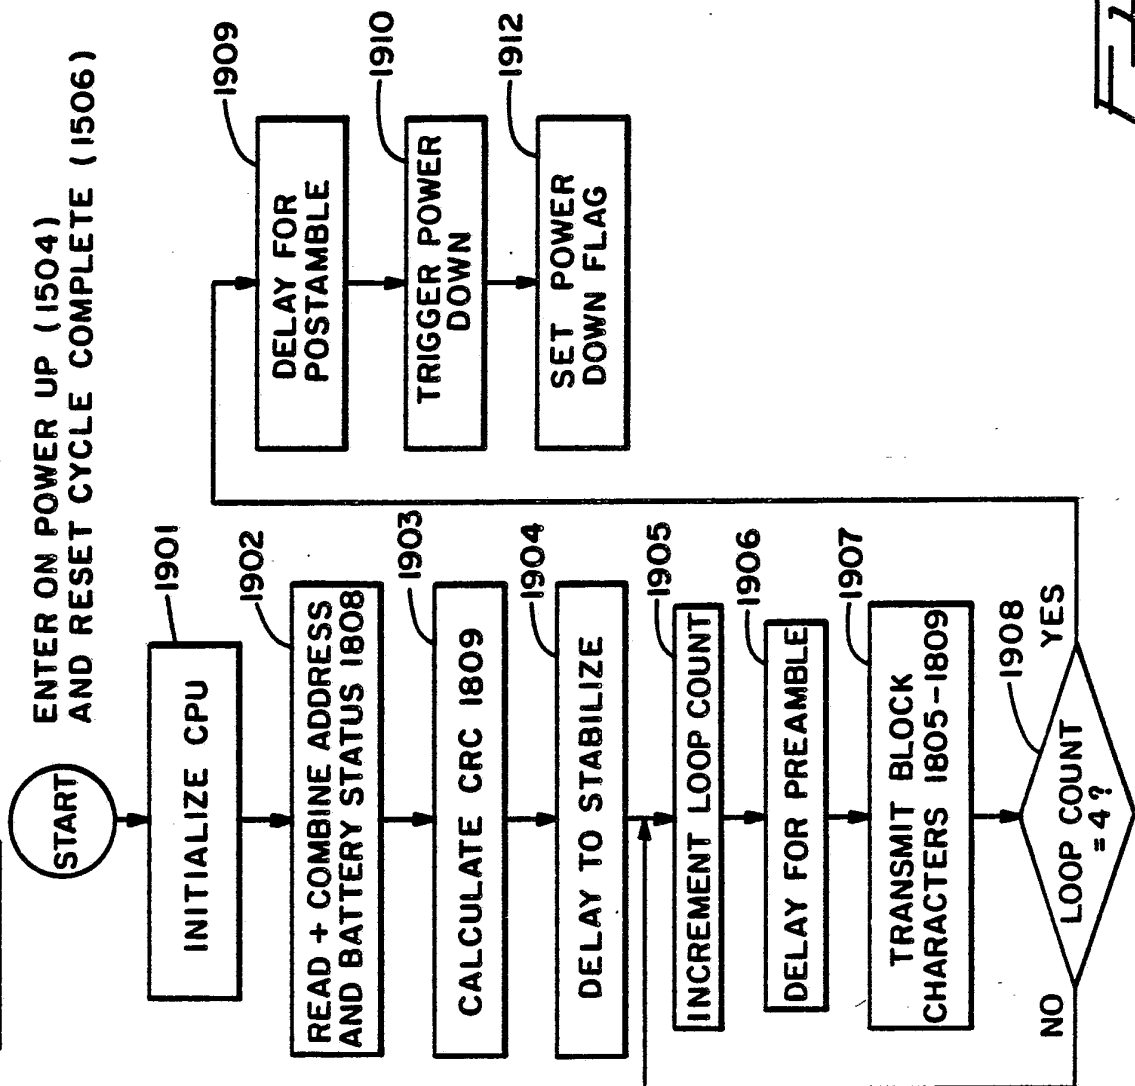 ENTER ON POWER UP (1504)
AND RESET CYCLE COMPLETE (1506)
START
1901
INITIALIZE CPU
1902
READ + COMBINE ADDRESS
AND BATTERY STATUS 1808
1903
CALCULATE CRC 1809
1904
DELAY TO STABILIZE
1905
INCREMENT LOOP COUNT
1906
DELAY FOR PREAMBLE
1907
TRANSMIT BLOCK
CHARACTERS 1805-1809
1908
LOOP COUNT
=4?
NO
YES
1909
DELAY FOR
POSTAMBLE
1910
TRIGGER POWER
DOWN
1912
SET POWER
DOWN FLAG